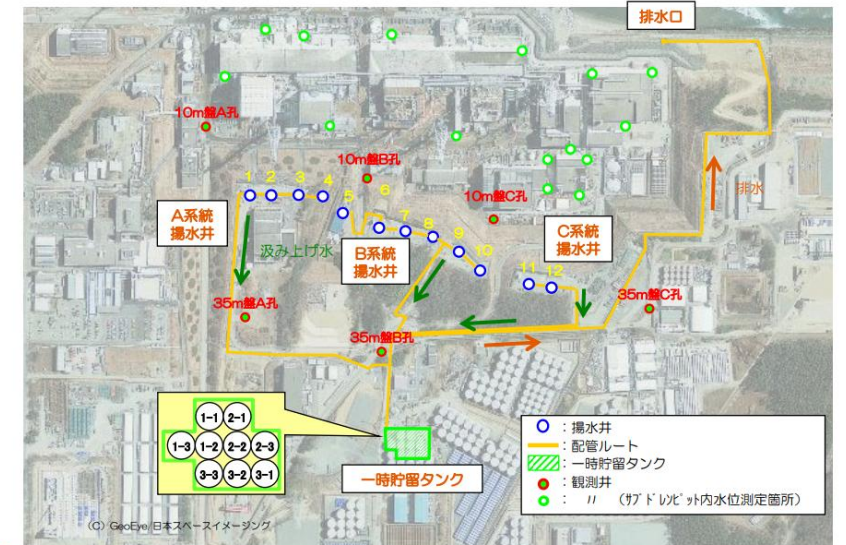 排水口
10m盤A孔
10m盤B孔
1 2 3 4
5
6
7
8
9
10
10m盤C孔
排水
A系統
揚水井
汲み上げ水
B系統
揚水井
C系統
揚水井
11 12
35m盤A孔
35m盤C孔
35m盤B孔
1-1 2-1
1-3 1-2 2-2 2-3
3-3 3-2 3-1
一時貯留タンク
：揚水井
：配管ルート
：一時貯留タンク
：観測井
： 〃 （ｻﾌﾞﾄﾞﾚﾝﾋﾟｯﾄ内水位測定箇所）
(C) GeoEye/日本スペースイメージング